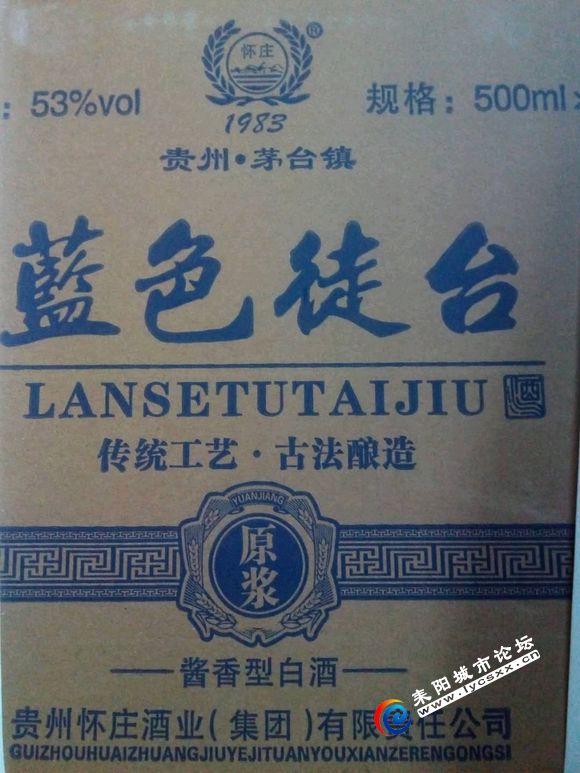 怀庄
®
: 53%vol
规格: 500ml×
1983
贵州·茅台镇
藍色徒台
LANSETUTAIJIU 酒
传统工艺·古法酿造
YUANJIANG
原浆
酱香型白酒
贵州怀庄酒业(集团)有限责任公司
GUIZHOUHUAIZHUANGJIUYEJITUANYOUXIANZERENGONGSI
耒阳城市论坛
www.lycsxx.cn